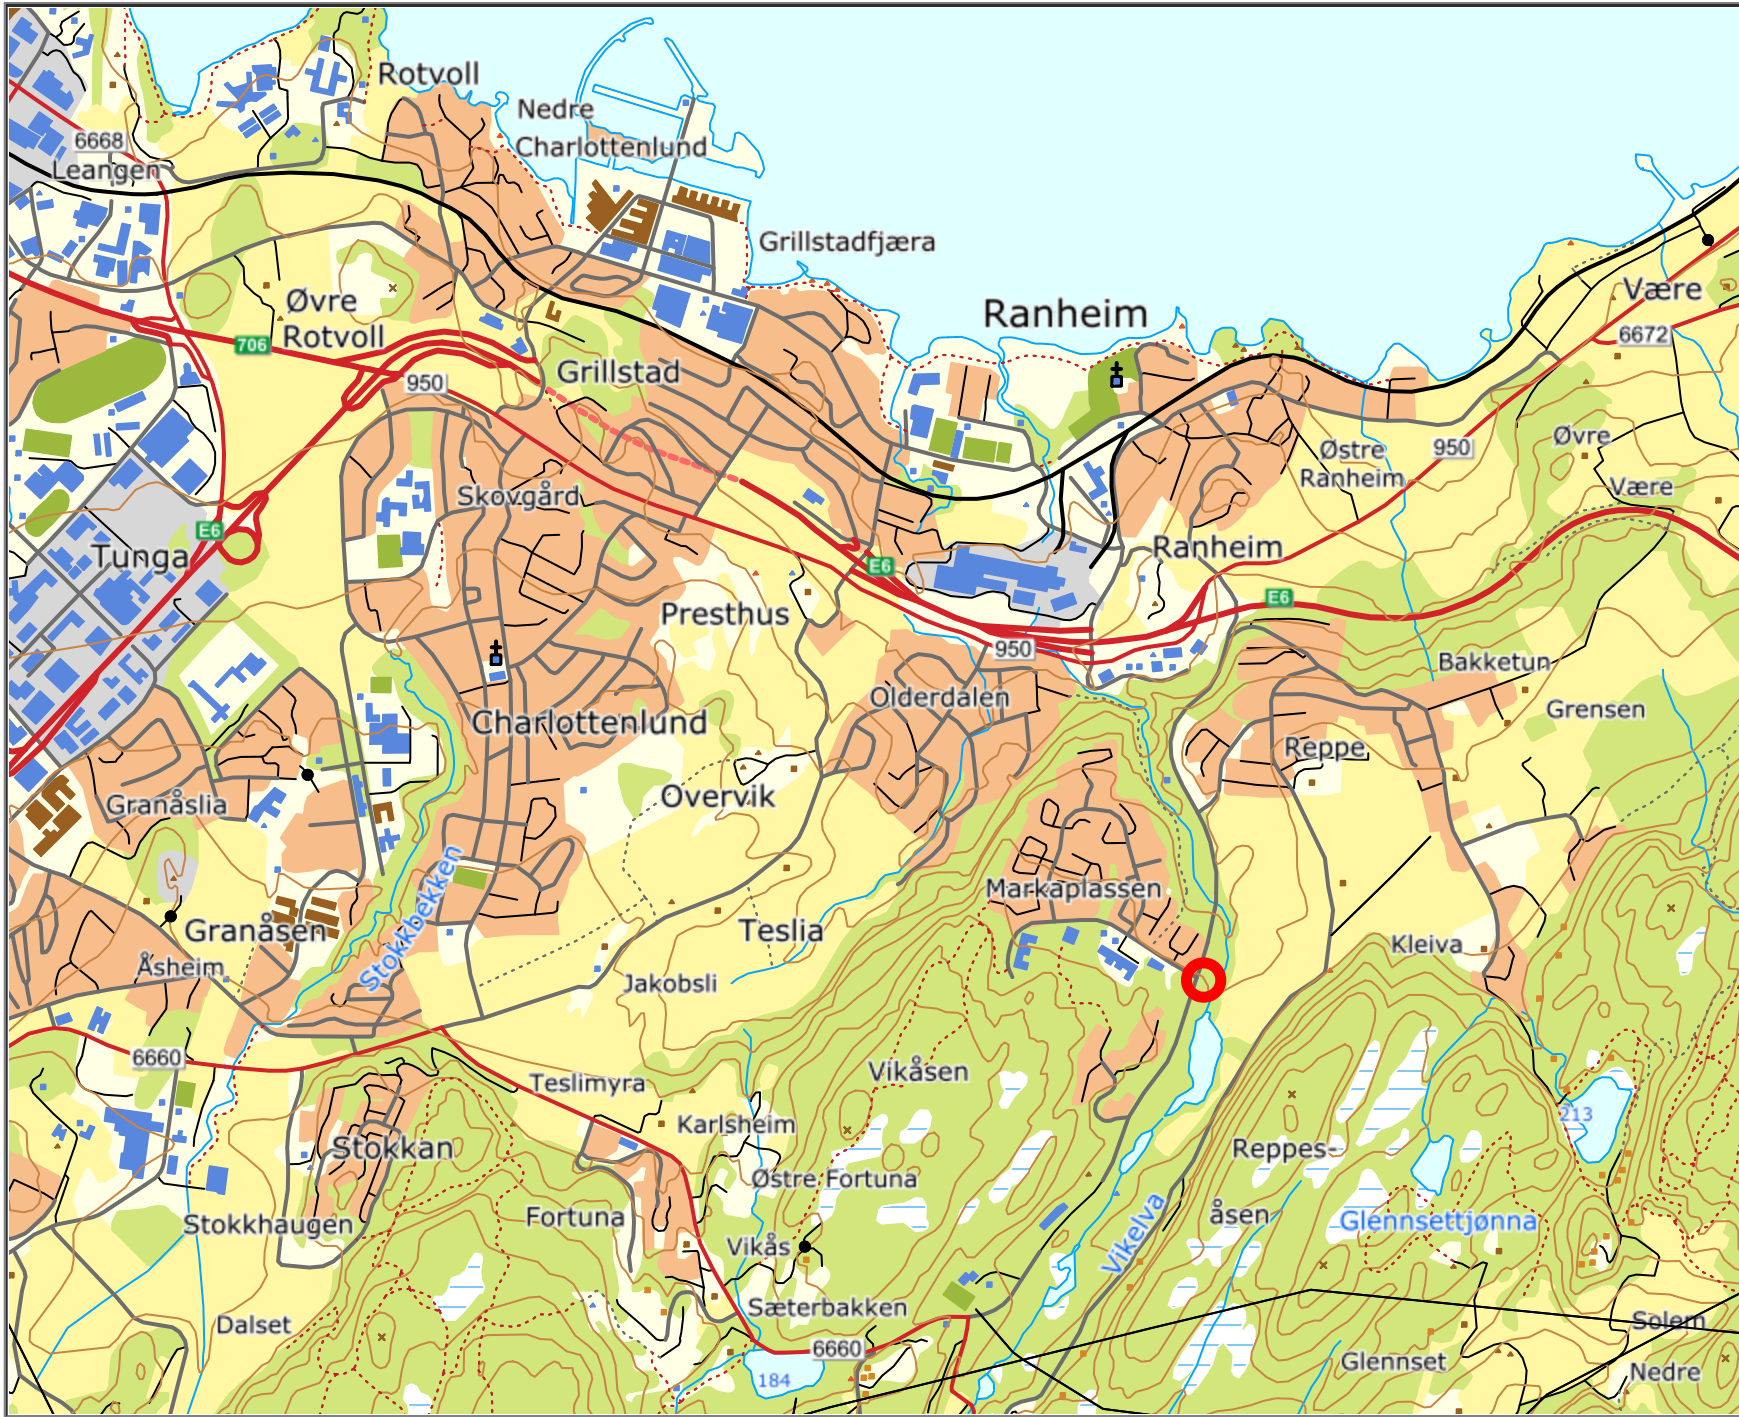 Rotvoll
Nedre
Charlottenlund
6668
Leangen
Grillstadfjæra
Øvre
Rotvoll
Ranheim
Være
6672
706
950
Grillstad
Østre
Ranheim
950
Øvre
Være
Skovgård
E6
Tunga
E6
Ranheim
E6
Presthus
950
Bakketun
Olderdalen
Grensen
Charlottenlund
Reppe
Granåslia
Overvik
Markaplassen
Stokkbekken
Granåsen
Teslia
Kleiva
Åsheim
Jakobsli
6660
Teslimyra
Vikåsen
213
Karlsheim
Stokkan
Reppes-
åsen
Østre Fortuna
Stokkhaugen
Fortuna
Vikelva
Glennsettjønna
Vikås
Sæterbakken
Dalset
Solem
6660
Glennset
Nedre
184